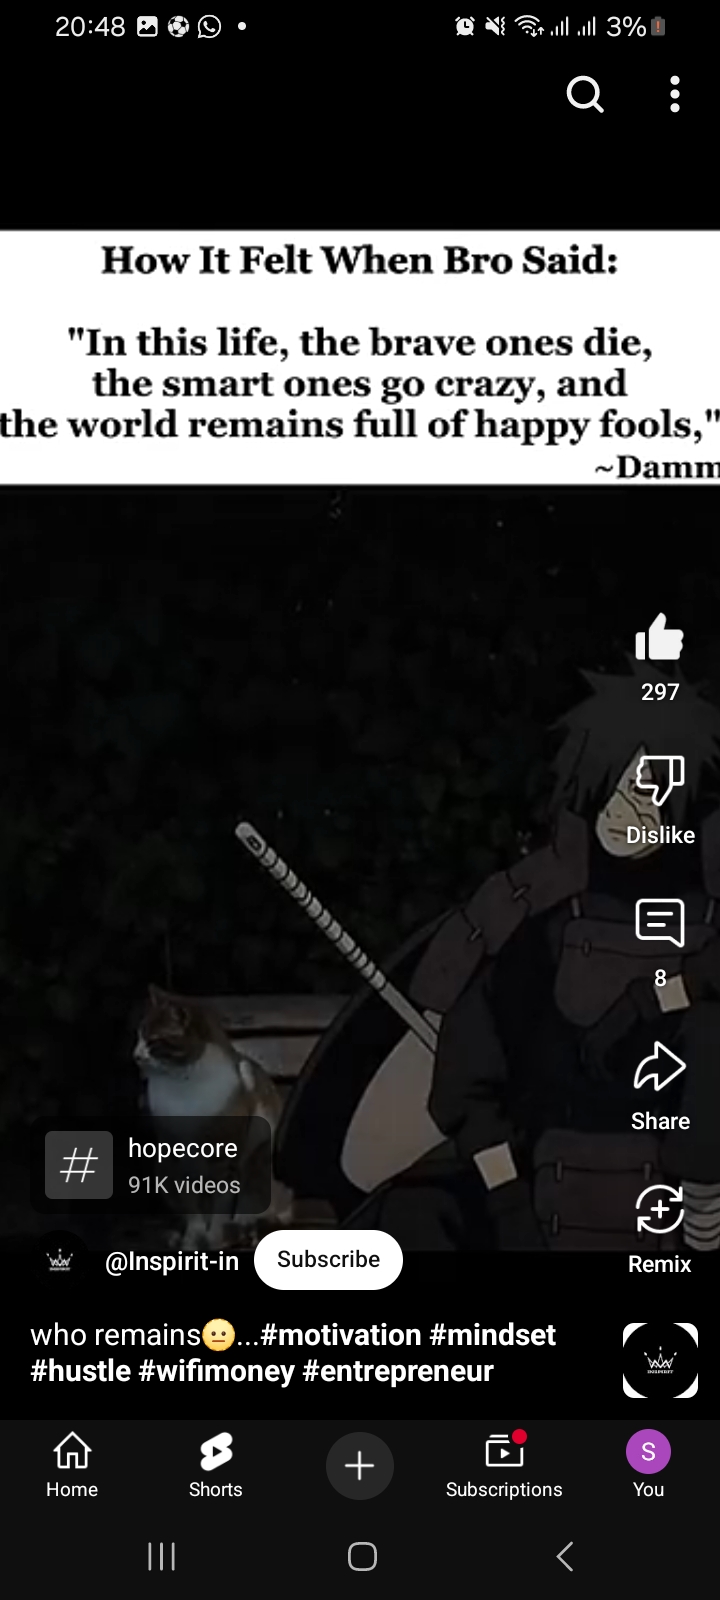 20:48
3%
How It Felt When Bro Said:
"In this life, the brave ones die,
the smart ones go crazy, and
the world remains full of happy fools,"
~Damm
297
Dislike
8
Share
#
hopecore
91K videos
@Inspirit-in
Subscribe
Remix
who remains😐...#motivation #mindset
#hustle #wifimoney #entrepreneur
Home
Shorts
Subscriptions
S
You